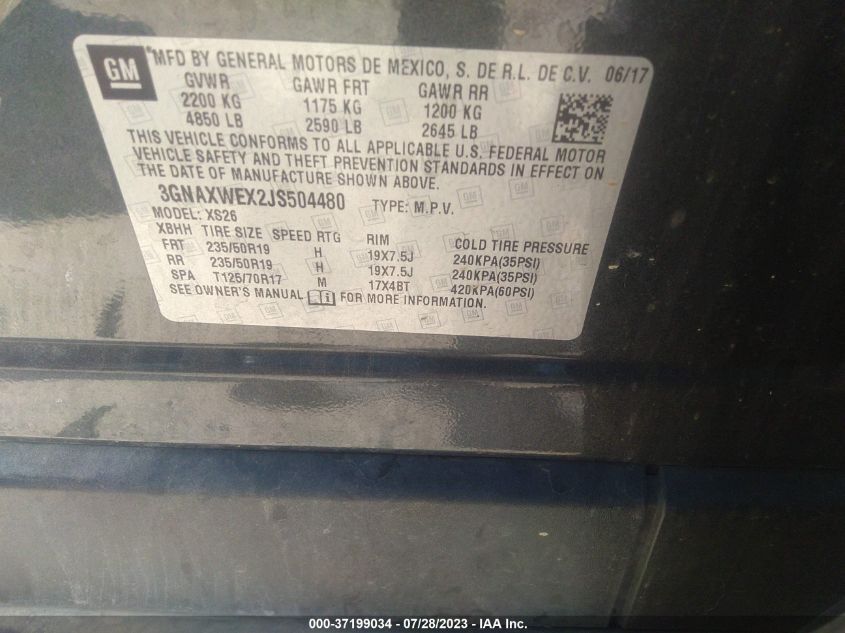 GM
*MFD BY GENERAL MOTORS DE MEXICO, S. DE R.L. DE C.V. 06/17
GVWR GAWR FRT GAWR RR
2200 KG 1175 KG 1200 KG
4850 LB 2590 LB 2645 LB
THIS VEHICLE CONFORMS TO ALL APPLICABLE U.S. FEDERAL MOTOR
VEHICLE SAFETY AND THEFT PREVENTION STANDARDS IN EFFECT ON
THE DATE OF MANUFACTURE SHOWN ABOVE.
3GNAXWEX2JS504480 TYPE: M.P.V.
MODEL: XS26
XBHH TIRE SIZE SPEED RTG RIM COLD TIRE PRESSURE
FRT 235/50R19 H 19X7.5J 240KPA(35PSI)
RR 235/50R19 H 19X7.5J 240KPA(35PSI)
SPA T125/70R17 M 17X4BT 420KPA(60PSI)
SEE OWNER'S MANUAL FOR MORE INFORMATION.
000-37199034 - 07/28/2023 - IAA Inc.